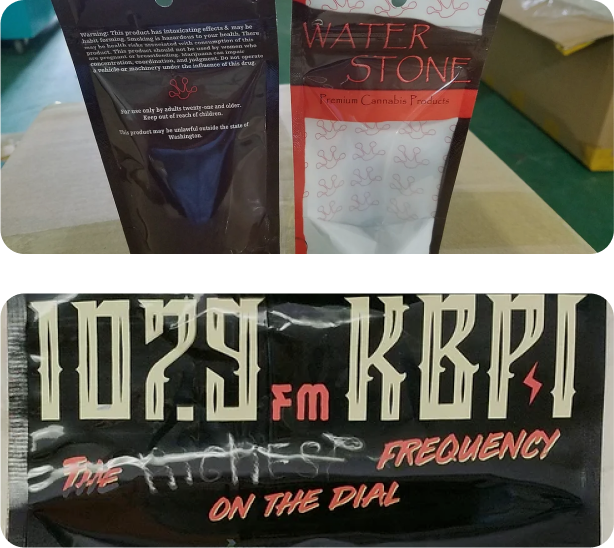 Warning: This product has intoxicating effects & may be
habit forming. Smoking is hazardous to your health. There
may be health risks associated with consumption of this
product. This product should not be used by women who
are pregnant or breastfeeding. Marijuana can impair
concentration, coordination, and judgment. Do not operate
a vehicle or machinery under the influence of this drug.
For use only by adults twenty-one and older.
Keep out of reach of children.
This product may be unlawful outside the state of
Washington.
WATER
STONE
Premium Cannabis Products
107.9 FM KBPI
THE HIGHEST FREQUENCY
ON THE DIAL